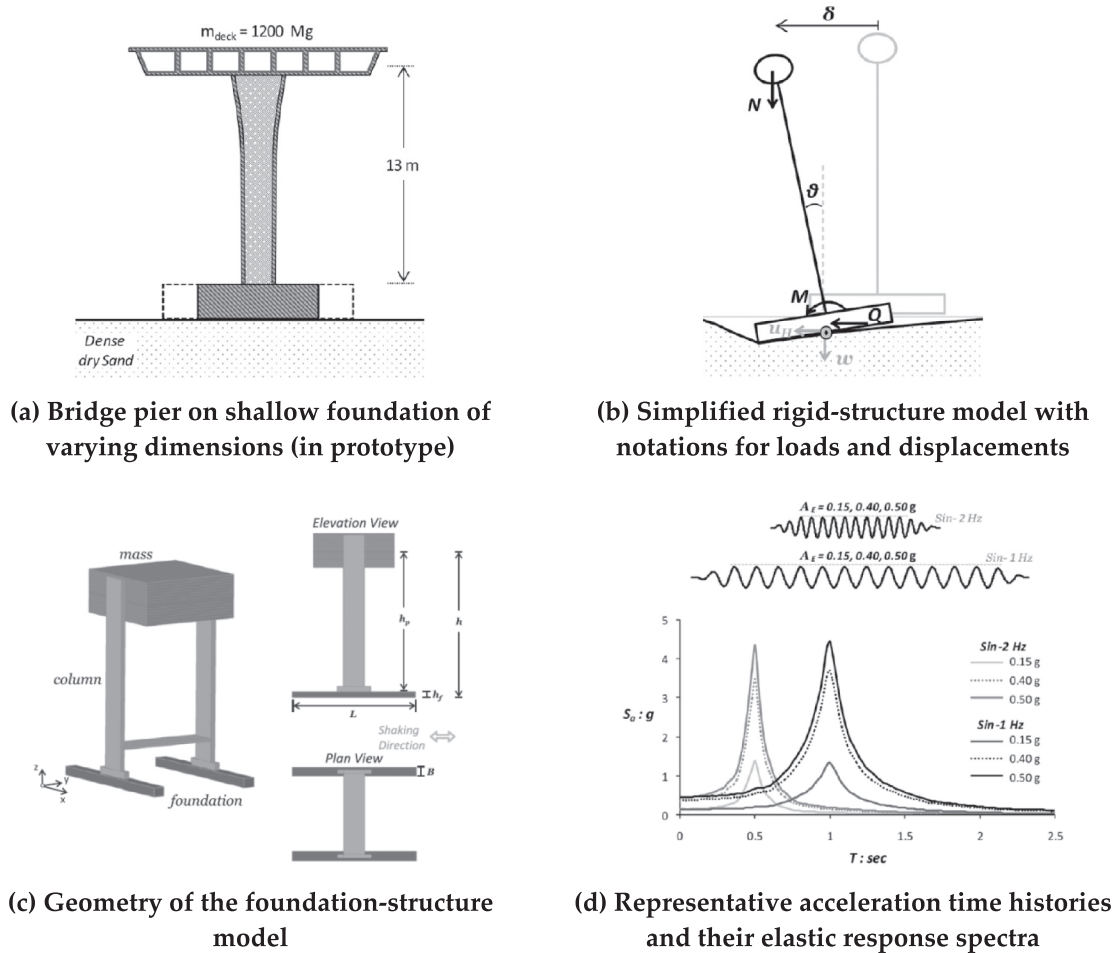 m_deck = 1200 Mg
13 m
Dense
dry Sand
(a) Bridge pier on shallow foundation of
varying dimensions (in prototype)
δ
N
ϑ
M
Q
u_H
w
(b) Simplified rigid-structure model with
notations for loads and displacements
mass
column
foundation
z
y
x
Elevation View
h_p
h
h_f
L
Shaking
Direction
Plan View
B
(c) Geometry of the foundation-structure
model
A_E = 0.15, 0.40, 0.50 g
Sin- 2 Hz
A_E = 0.15, 0.40, 0.50 g
Sin- 1 Hz
5
4
3
2
1
0
S_a : g
Sin-2 Hz
0.15 g
0.40 g
0.50 g
Sin-1 Hz
0.15 g
0.40 g
0.50 g
0 0.5 1 1.5 2 2.5
T : sec
(d) Representative acceleration time histories
and their elastic response spectra